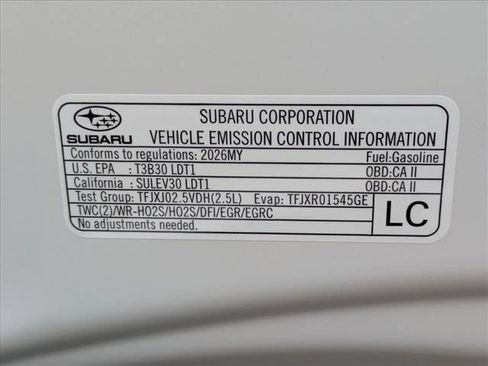 SUBARU CORPORATION
SUBARU VEHICLE EMISSION CONTROL INFORMATION
Conforms to regulations: 2026MY Fuel:Gasoline
U.S. EPA : T3B30 LDT1 OBD:CA II
California : SULEV30 LDT1 OBD:CA II
Test Group: TFJXJ02.5VDH(2.5L) Evap: TFJXR01545GE
TWC(2)/WR-HO2S/HO2S/DFI/EGR/EGRC
No adjustments needed.
LC